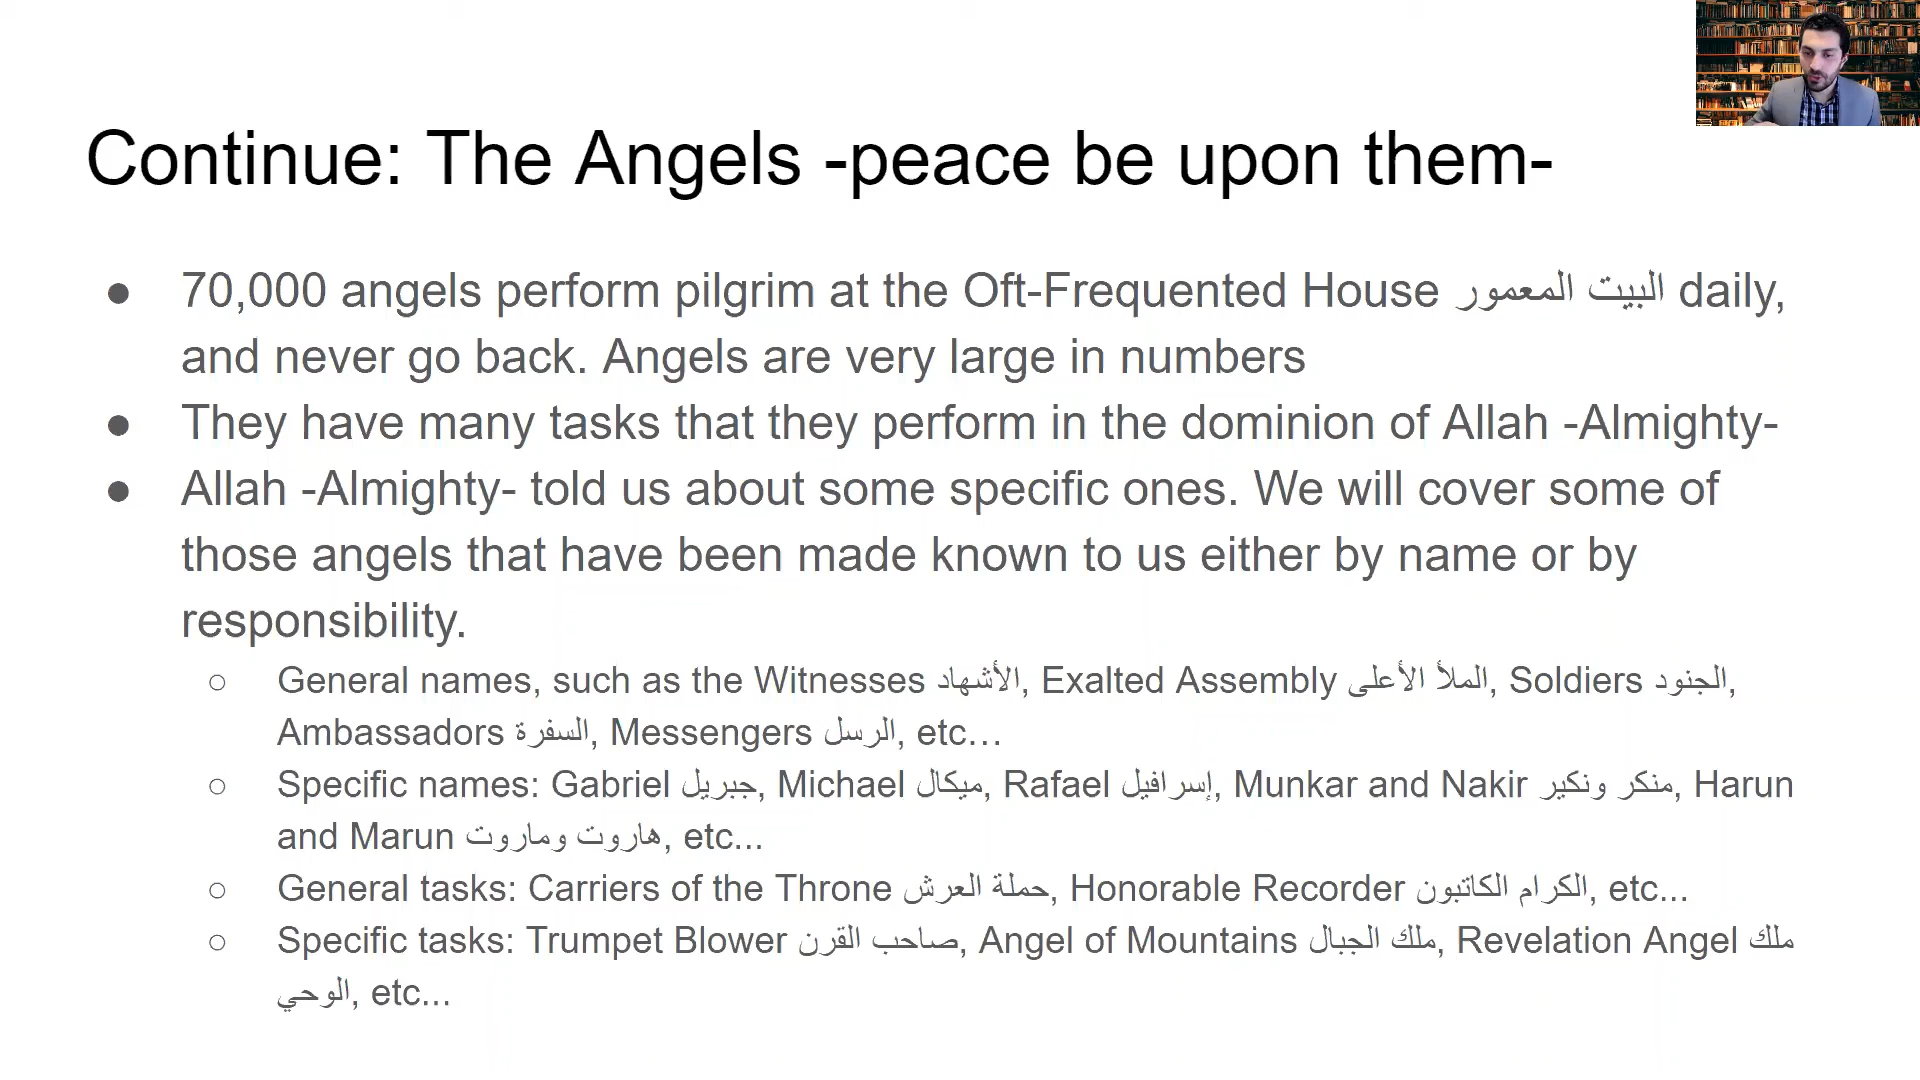 Continue: The Angels -peace be upon them-
● 70,000 angels perform pilgrim at the Oft-Frequented House البيت المعمور daily,
and never go back. Angels are very large in numbers
● They have many tasks that they perform in the dominion of Allah -Almighty-
● Allah -Almighty- told us about some specific ones. We will cover some of
those angels that have been made known to us either by name or by
responsibility.
○ General names, such as the Witnesses الأشهاد, Exalted Assembly الملأ الأعلى, Soldiers الجنود,
Ambassadors السفرة, Messengers الرسل, etc…
○ Specific names: Gabriel جبريل, Michael ميكال, Rafael إسرافيل, Munkar and Nakir منكر ونكير, Harun
and Marun هاروت وماروت, etc...
○ General tasks: Carriers of the Throne حملة العرش, Honorable Recorder الكرام الكاتبون, etc...
○ Specific tasks: Trumpet Blower صاحب القرن, Angel of Mountains ملك الجبال, Revelation Angel ملك
الوحي, etc...